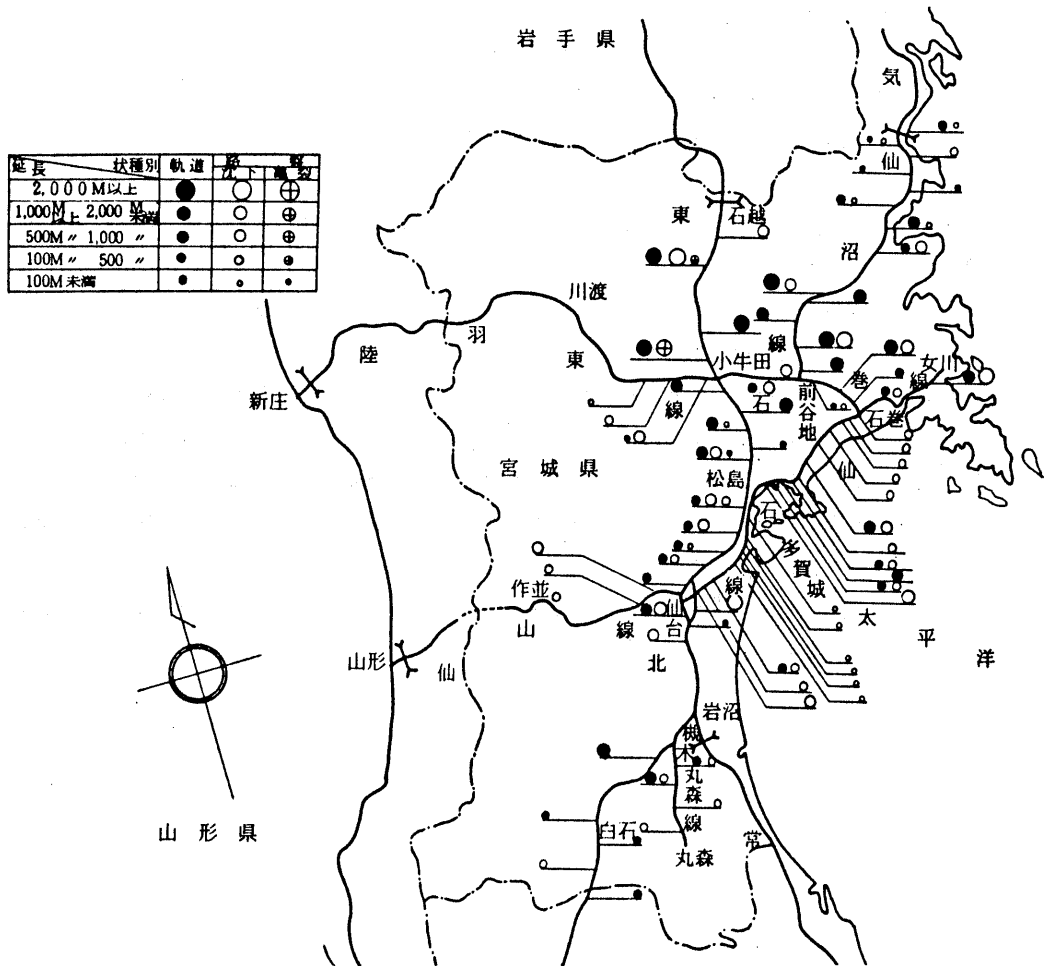 岩手県
気
仙
沼
線
延長 状種別 軌道 路盤
沈下 亀裂
2,000M以上
1,000M以上 2,000M未満
500M〃 1,000〃
100M〃 500〃
100M未満
東
北
線
石越
川渡
陸
羽
東
線
小牛田
新庄
石
巻
線
前谷地
女川
石巻
宮城県
松島
仙
石
線
多賀城
作並
仙台
仙
山
線
山形
太
平
洋
岩沼
槻木
丸
森
線
丸森
白石
常
山形県